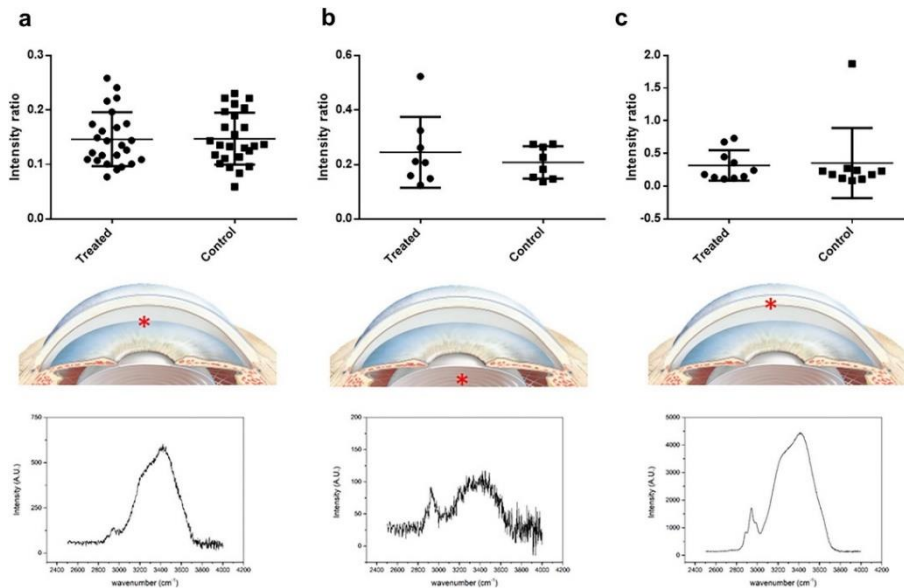 a
b
c
Intensity ratio
0.3
0.2
0.1
0.0
Treated
Control
Intensity ratio
0.6
0.4
0.2
0.0
Treated
Control
Intensity ratio
2.0
1.5
1.0
0.5
0.0
-0.5
Treated
Control
*
*
*
Intensity (A.U.)
750
500
250
0
2400 2600 2800 3000 3200 3400 3600 3800 4000 4200
wavenumber (cm⁻¹)
Intensity (A.U.)
200
150
100
50
0
2400 2600 2800 3000 3200 3400 3600 3800 4000 4200
wavenumber (cm⁻¹)
Intensity (A.U.)
5000
4000
3000
2000
1000
0
2400 2600 2800 3000 3200 3400 3600 3800 4000 4200
wavenumber (cm⁻¹)